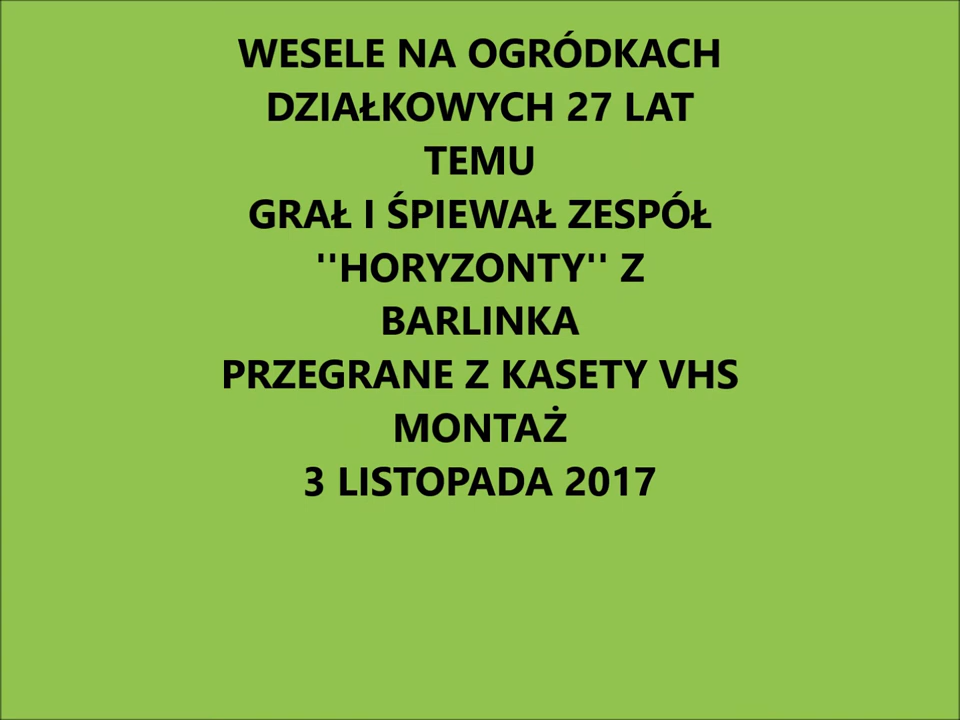 WESELE NA OGRÓDKACH
DZIAŁKOWYCH 27 LAT
TEMU
GRAŁ I ŚPIEWAŁ ZESPÓŁ
''HORYZONTY'' Z
BARLINKA
PRZEGRANE Z KASETY VHS
MONTAŻ
3 LISTOPADA 2017